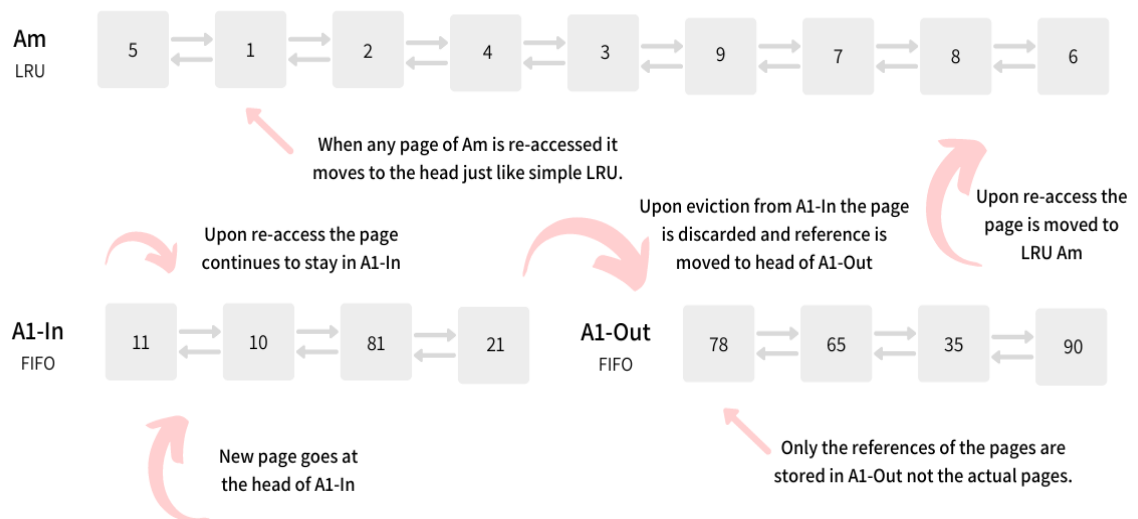 Am
LRU
5 1 2 4 3 9 7 8 6
When any page of Am is re-accessed it
moves to the head just like simple LRU.
Upon re-access the page
continues to stay in A1-In
Upon eviction from A1-In the page
is discarded and reference is
moved to head of A1-Out
Upon re-access the
page is moved to
LRU Am
A1-In
FIFO
11 10 81 21
A1-Out
FIFO
78 65 35 90
New page goes at
the head of A1-In
Only the references of the pages are
stored in A1-Out not the actual pages.